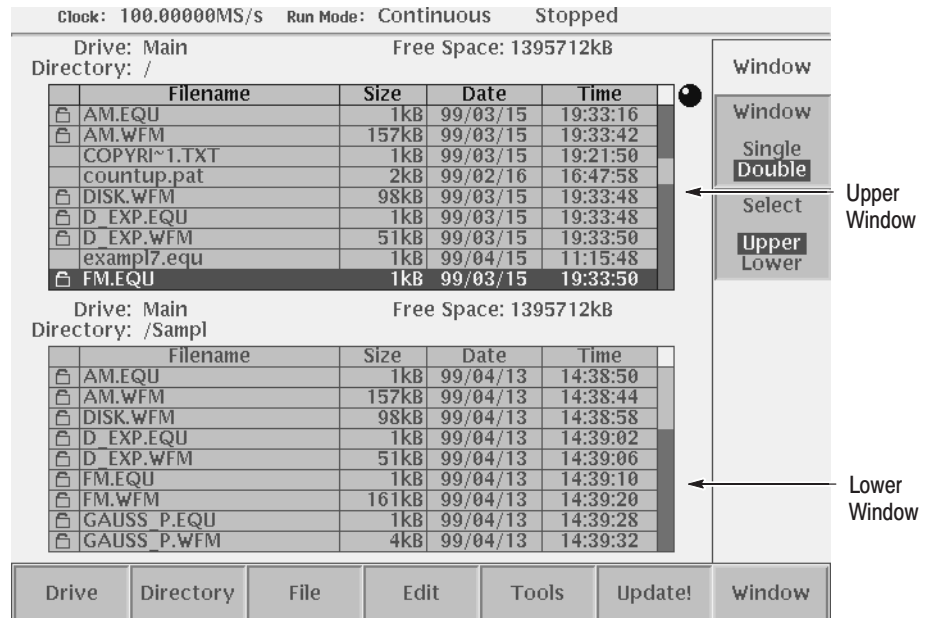 Clock: 100.00000MS/s Run Mode: Continuous Stopped
Drive: Main Free Space: 1395712kB
Directory: /
Filename Size Date Time
AM.EQU 1kB 99/03/15 19:33:16
AM.WFM 157kB 99/03/15 19:33:42
COPYRI~1.TXT 1kB 99/03/15 19:21:50
countup.pat 2kB 99/02/16 16:47:58
DISK.WFM 98kB 99/03/15 19:33:48
D_EXP.EQU 1kB 99/03/15 19:33:48
D_EXP.WFM 51kB 99/03/15 19:33:50
exampl7.equ 1kB 99/04/15 11:15:48
FM.EQU 1kB 99/03/15 19:33:50
Drive: Main Free Space: 1395712kB
Directory: /Sampl
Filename Size Date Time
AM.EQU 1kB 99/04/13 14:38:50
AM.WFM 157kB 99/04/13 14:38:44
DISK.WFM 98kB 99/04/13 14:38:58
D_EXP.EQU 1kB 99/04/13 14:39:02
D_EXP.WFM 51kB 99/04/13 14:39:06
FM.EQU 1kB 99/04/13 14:39:10
FM.WFM 161kB 99/04/13 14:39:20
GAUSS_P.EQU 1kB 99/04/13 14:39:28
GAUSS_P.WFM 4kB 99/04/13 14:39:32
Window
Window
Single
Double
Select
Upper
Lower
Upper
Window
Lower
Window
Drive Directory File Edit Tools Update! Window